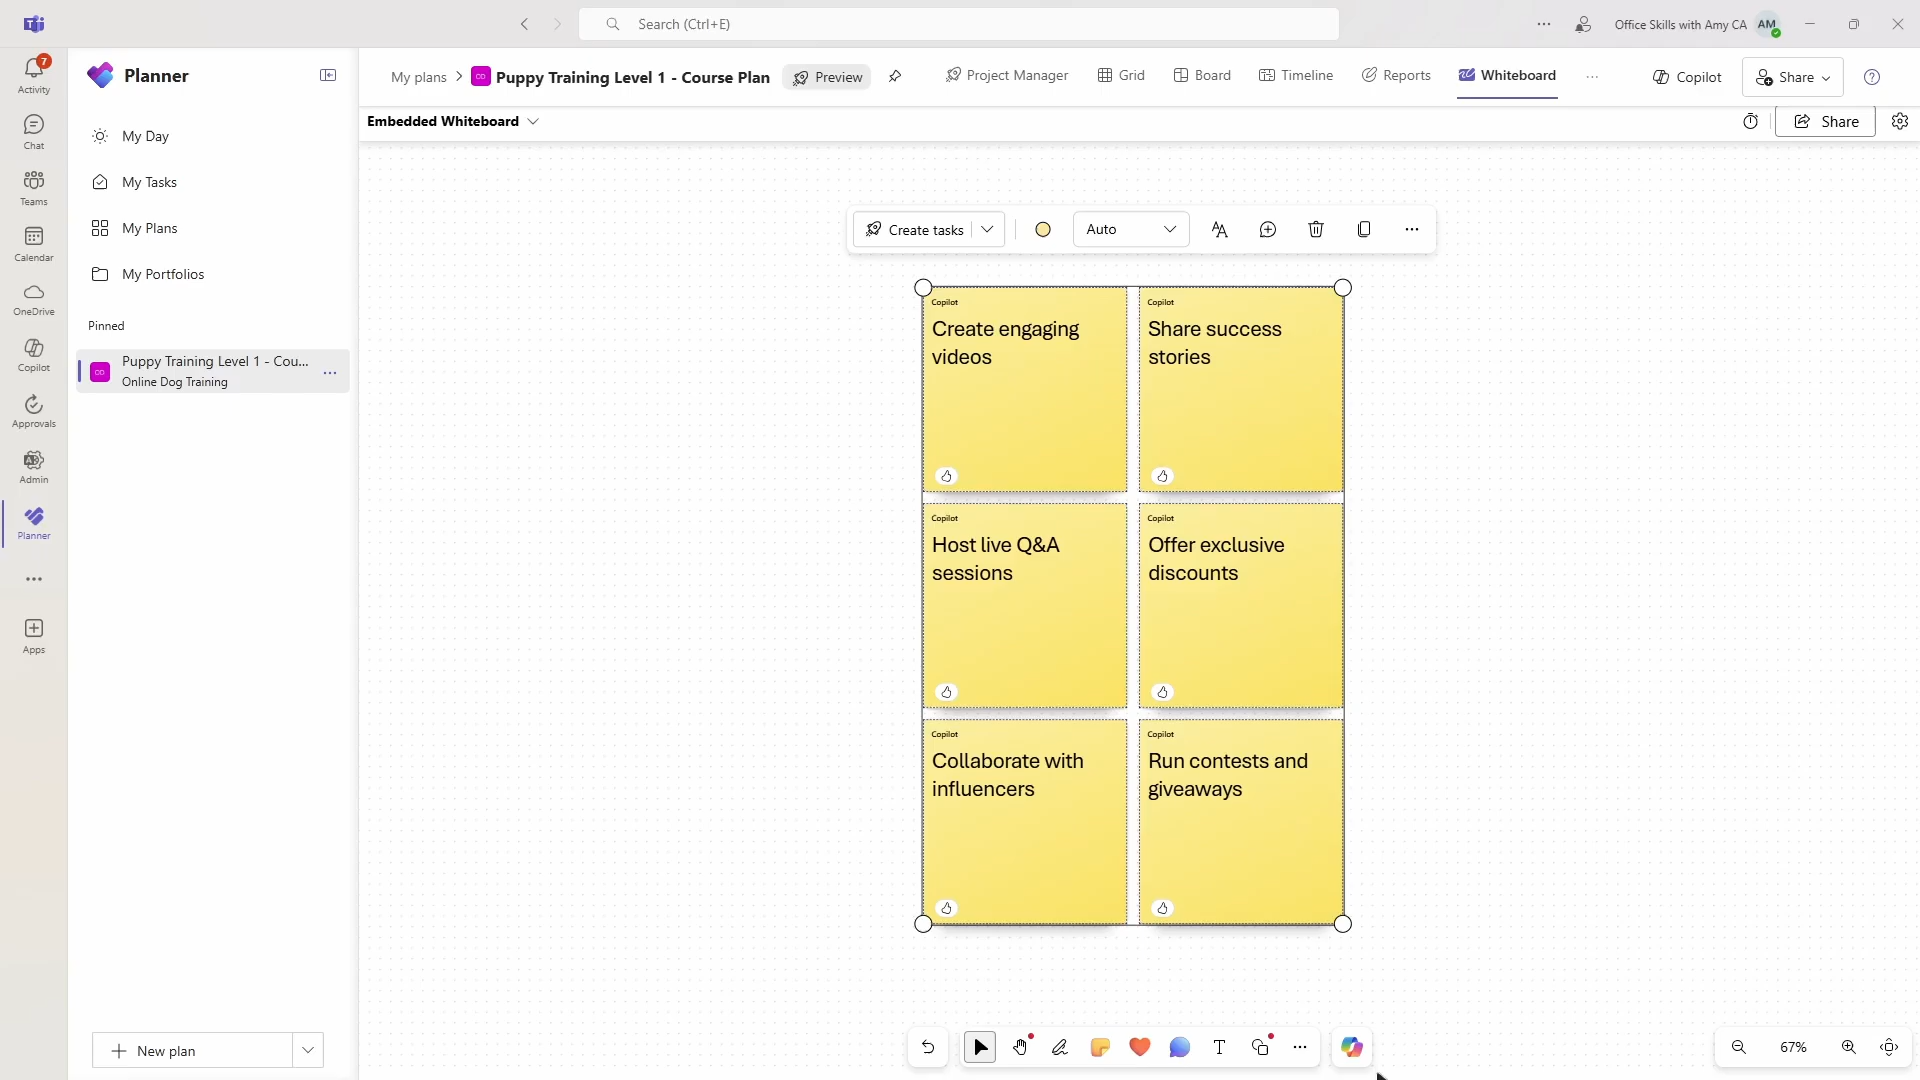 Search (Ctrl+E)
Office Skills with Amy CA
AM
7
Activity
Chat
Teams
Calendar
OneDrive
Copilot
Approvals
Admin
Planner
Apps
Planner
My Day
My Tasks
My Plans
My Portfolios
Pinned
CD
Puppy Training Level 1 - Cou...
Online Dog Training
New plan
My plans
CD
Puppy Training Level 1 - Course Plan
Preview
Project Manager
Grid
Board
Timeline
Reports
Whiteboard
Copilot
Share
Embedded Whiteboard
Share
Create tasks
Auto
Copilot
Create engaging
videos
Copilot
Share success
stories
Copilot
Host live Q&A
sessions
Copilot
Offer exclusive
discounts
Copilot
Collaborate with
influencers
Copilot
Run contests and
giveaways
67%